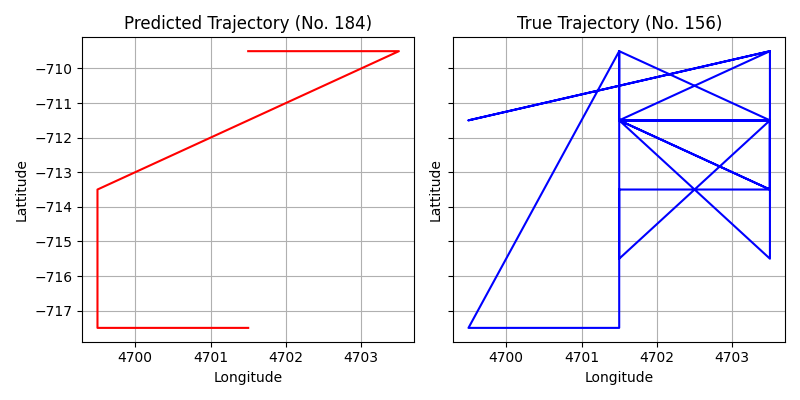 Predicted Trajectory (No. 184)
True Trajectory (No. 156)
Lattitude
−710
−711
−712
−713
−714
−715
−716
−717
4700
4701
4702
4703
Longitude
Lattitude
4700
4701
4702
4703
Longitude